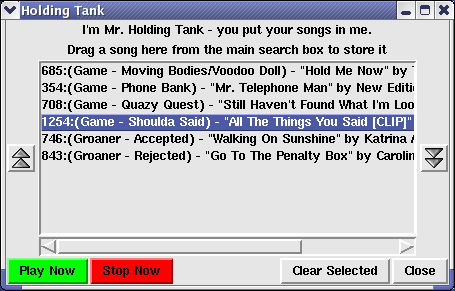 Holding Tank
I'm Mr. Holding Tank - you put your songs in me.
Drag a song here from the main search box to store it
685:(Game - Moving Bodies/Voodoo Doll) - "Hold Me Now" by
354:(Game - Phone Bank) - "Mr. Telephone Man" by New Editi
708:(Game - Quazy Quest) - "Still Haven't Found What I'm Loo
1254:(Game - Shoulda Said) - "All The Things You Said [CLIP]"
746:(Groaner - Accepted) - "Walking On Sunshine" by Katrina
843:(Groaner - Rejected) - "Go To The Penalty Box" by Carolin
Play Now Stop Now Clear Selected Close